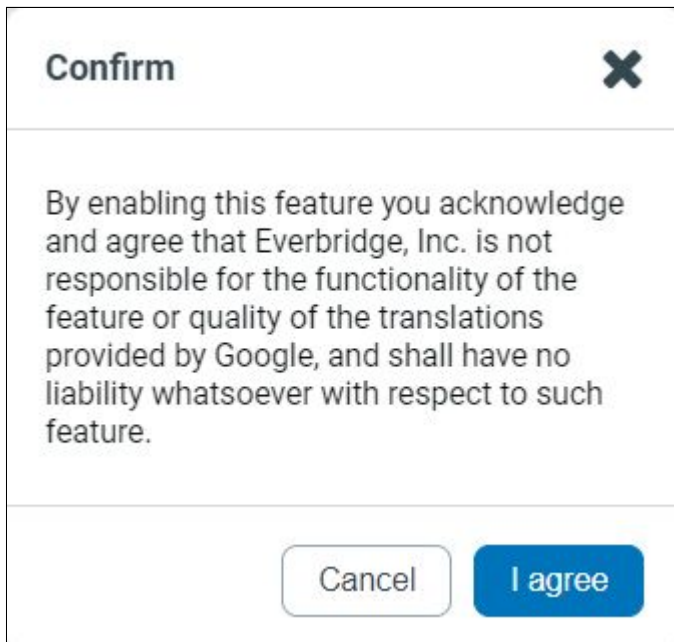 Confirm
By enabling this feature you acknowledge
and agree that Everbridge, Inc. is not
responsible for the functionality of the
feature or quality of the translations
provided by Google, and shall have no
liability whatsoever with respect to such
feature.
Cancel
I agree